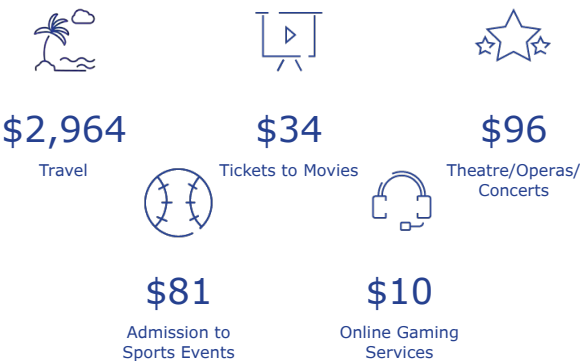 $2,964
Travel
$34
Tickets to Movies
$96
Theatre/Operas/
Concerts
$81
Admission to
Sports Events
$10
Online Gaming
Services